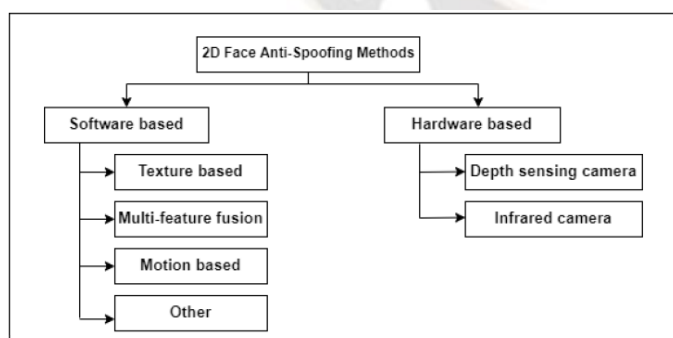 2D Face Anti-Spoofing Methods
Software based
Texture based
Multi-feature fusion
Motion based
Other
Hardware based
Depth sensing camera
Infrared camera